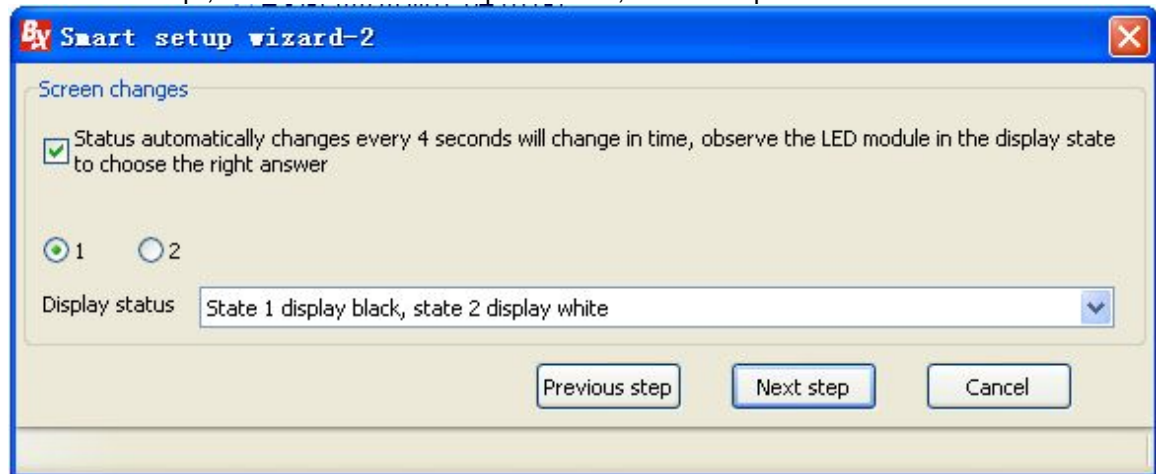 BX Smart setup wizard-2
Screen changes
Status automatically changes every 4 seconds will change in time, observe the LED module in the display state
to choose the right answer
1 2
Display status State 1 display black, state 2 display white
Previous step Next step Cancel